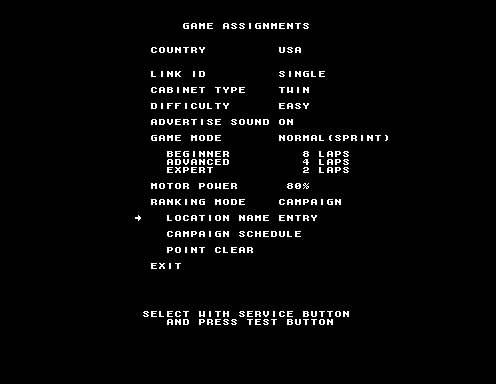 GAME ASSIGNMENTS
COUNTRY USA
LINK ID SINGLE
CABINET TYPE TWIN
DIFFICULTY EASY
ADVERTISE SOUND ON
GAME MODE NORMAL(SPRINT)
BEGINNER 8 LAPS
ADVANCED 4 LAPS
EXPERT 2 LAPS
MOTOR POWER 80%
RANKING MODE CAMPAIGN
→ LOCATION NAME ENTRY
CAMPAIGN SCHEDULE
POINT CLEAR
EXIT
SELECT WITH SERVICE BUTTON
AND PRESS TEST BUTTON